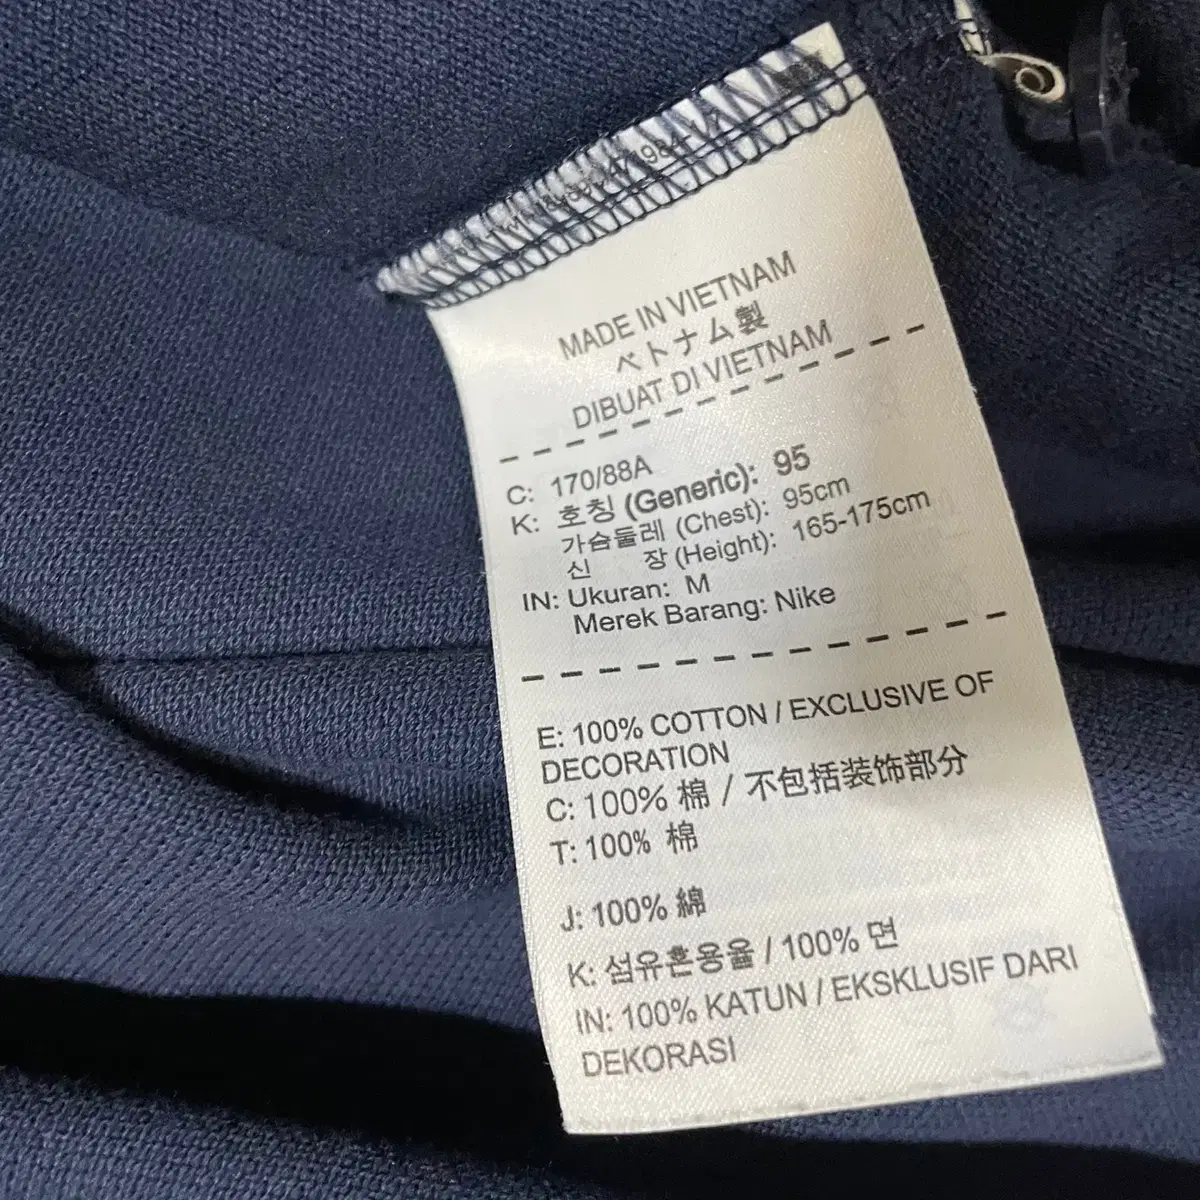 MADE IN VIETNAM
ベトナム製
DIBUAT DI VIETNAM
C: 170/88A
K: 호칭 (Generic): 95
가슴둘레 (Chest): 95cm
신 장 (Height): 165-175cm
IN: Ukuran: M
Merek Barang: Nike
E: 100% COTTON / EXCLUSIVE OF
DECORATION
C: 100% 棉 / 不包括装饰部分
T: 100% 棉
J: 100% 綿
K: 섬유혼용율 / 100% 면
IN: 100% KATUN / EKSKLUSIF DARI
DEKORASI